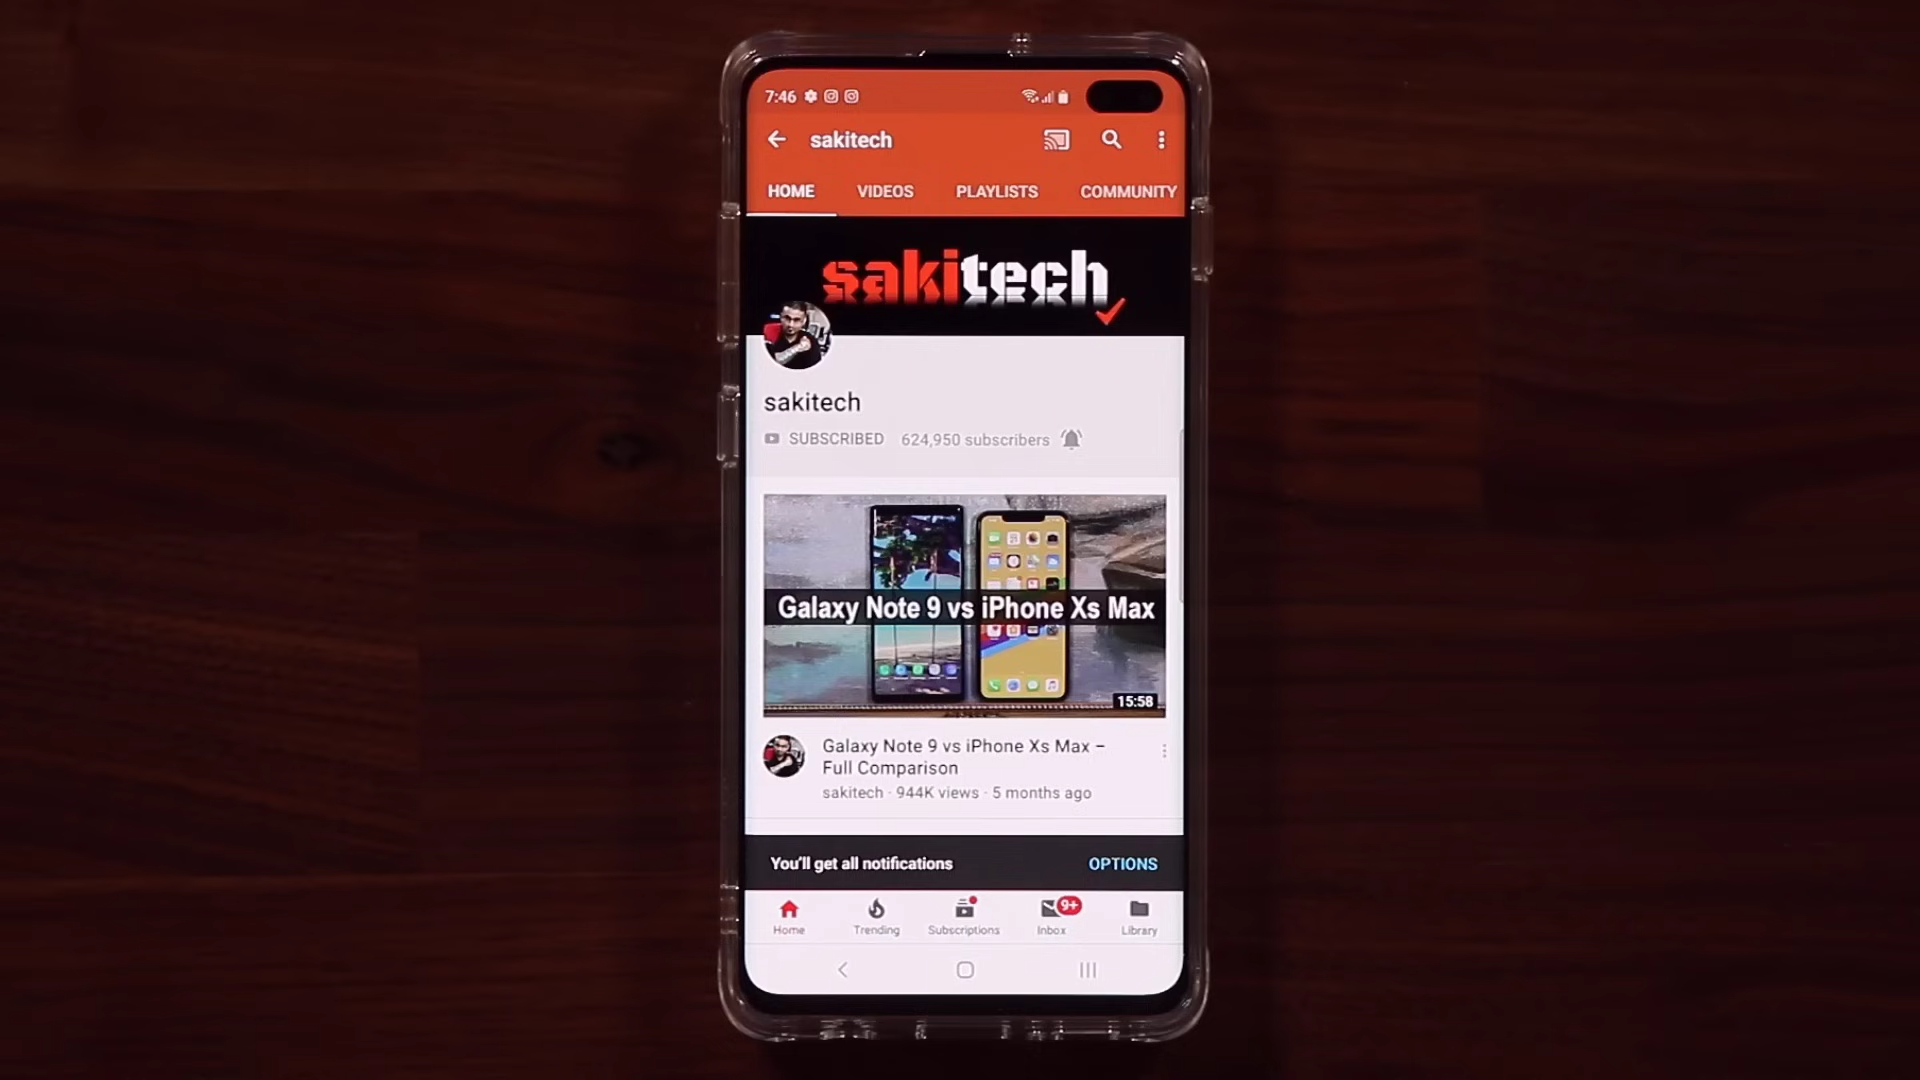 7:46
sakitech
HOME VIDEOS PLAYLISTS COMMUNITY
sakitech
sakitech
SUBSCRIBED 624,950 subscribers
Galaxy Note 9 vs iPhone Xs Max
15:58
Galaxy Note 9 vs iPhone Xs Max –
Full Comparison
sakitech · 944K views · 5 months ago
You'll get all notifications OPTIONS
9+
Home Trending Subscriptions Inbox Library